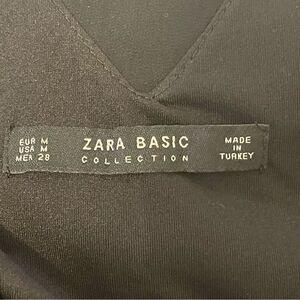 EUR M
USA M
MEX 28
ZARA BASIC
COLLECTION
MADE
IN
TURKEY